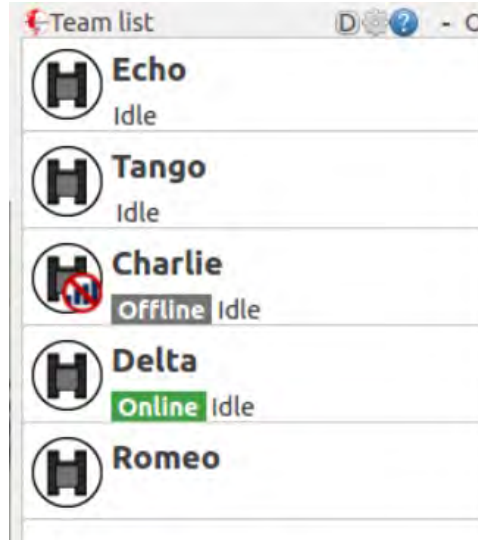 Team list D ? -
Echo
Idle
Tango
Idle
Charlie
Offline Idle
Delta
Online Idle
Romeo